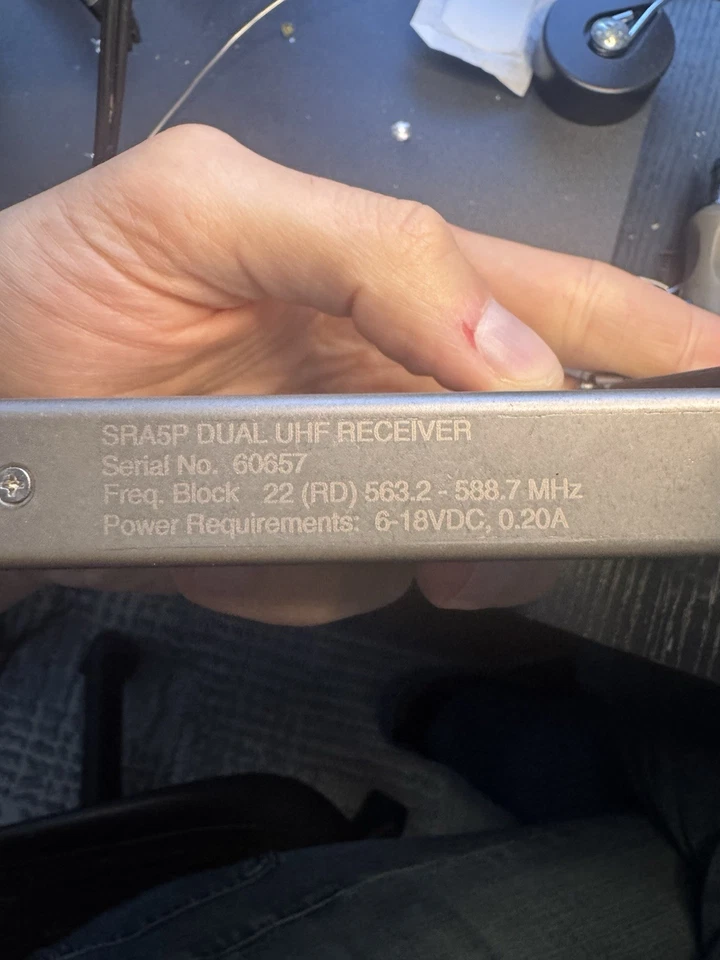 SRA5P DUAL UHF RECEIVER
Serial No. 60657
Freq. Block 22 (RD) 563.2 - 588.7 MHz
Power Requirements: 6-18VDC, 0.20A